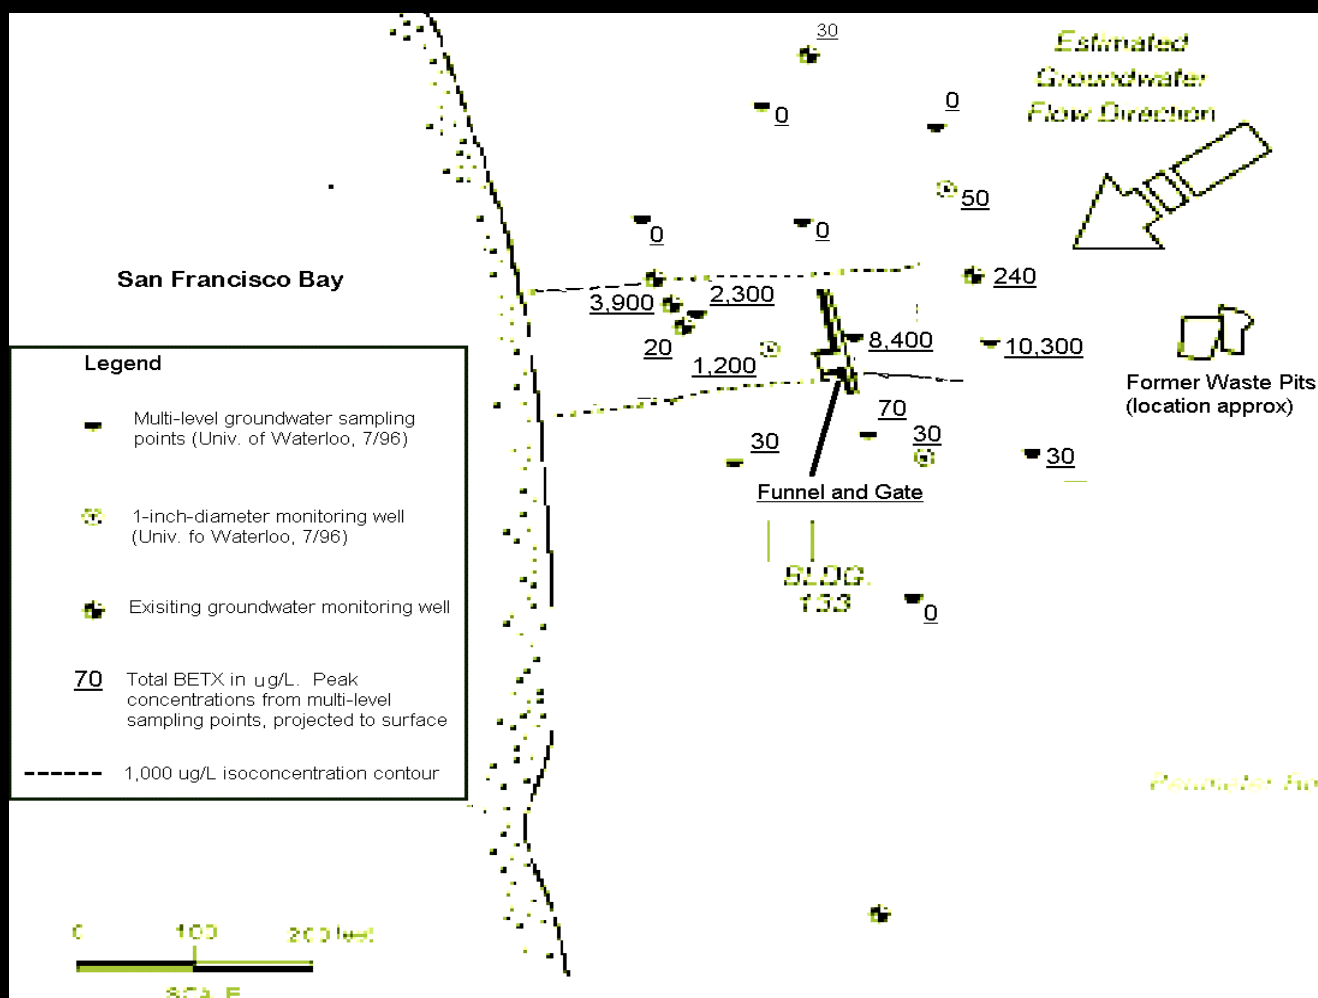 30
Estimated
Groundwater
Flow Direction
0
0
50
0
0
San Francisco Bay
240
3,900
2,300
8,400
10,300
20
1,200
Former Waste Pits
(location approx)
70
30
30
30
Funnel and Gate
BLDG.
133
0
Legend
Multi-level groundwater sampling
points (Univ. of Waterloo, 7/96)
1-inch-diameter monitoring well
(Univ. fo Waterloo, 7/96)
Exisiting groundwater monitoring well
70
Total BETX in ug/L. Peak
concentrations from multi-level
sampling points, projected to surface
1,000 ug/L isoconcentration contour
Perimeter
0 100 200 feet
SCALE